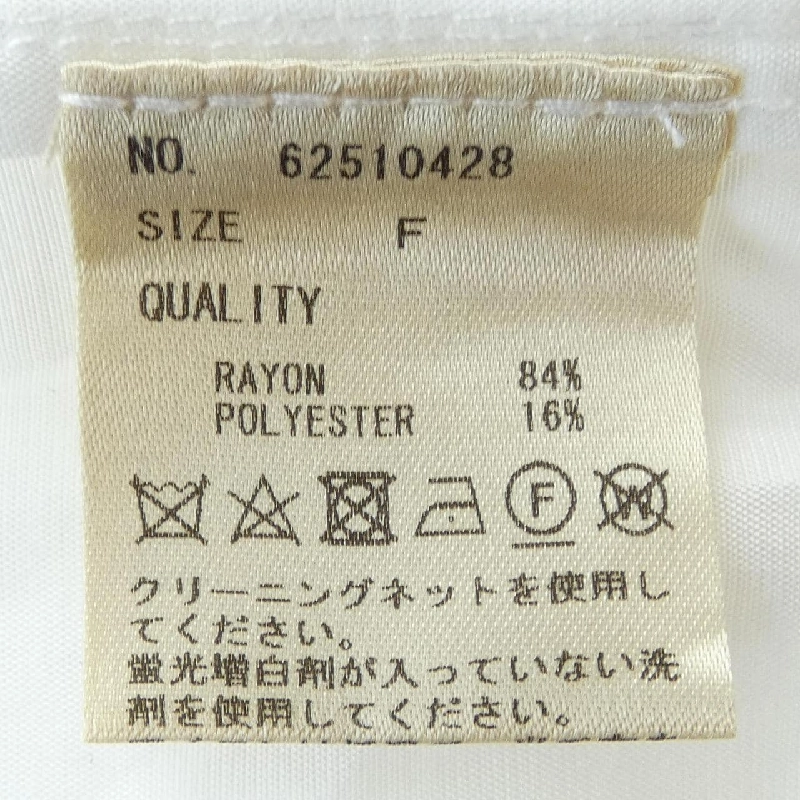 NO. 62510428
SIZE F
QUALITY
RAYON 84%
POLYESTER 16%
F W
クリーニングネットを使用し
てください。
蛍光増白剤が入っていない洗
剤を使用してください。